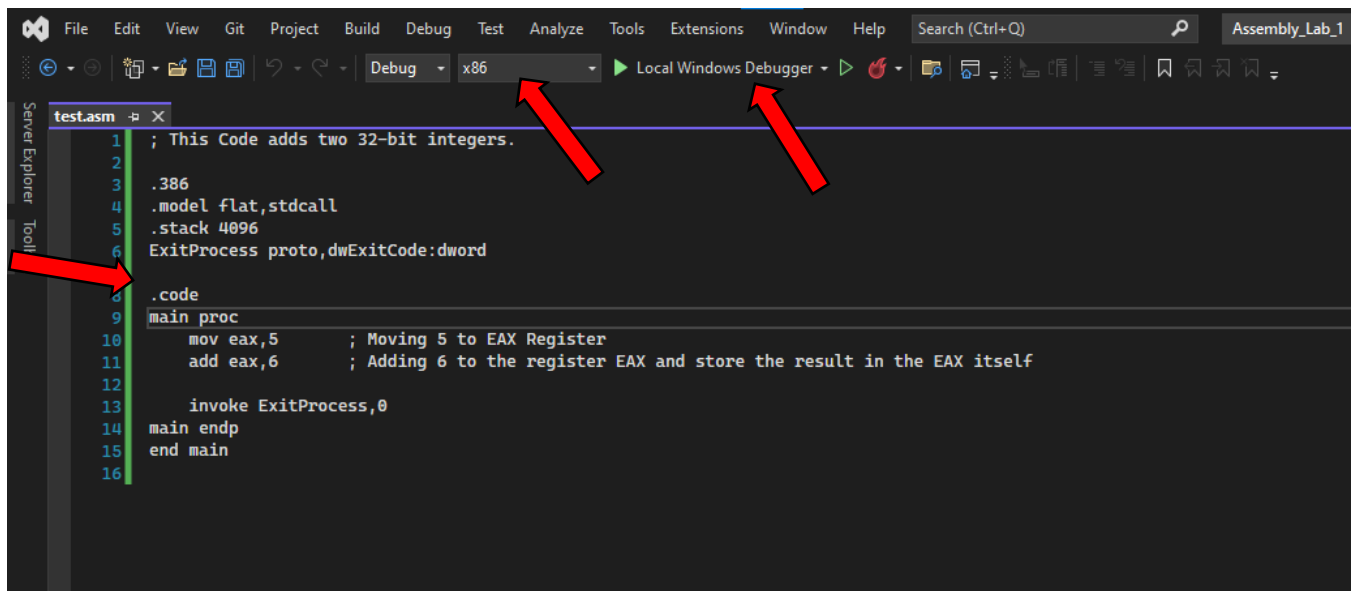 File Edit View Git Project Build Debug Test Analyze Tools Extensions Window Help Search (Ctrl+Q) Assembly_Lab_1
Debug x86 Local Windows Debugger
Server Explorer
test.asm
1 ; This Code adds two 32-bit integers.
2
3 .386
4 .model flat,stdcall
5 .stack 4096
6 ExitProcess proto,dwExitCode:dword
8 .code
9 main proc
10 mov eax,5 ; Moving 5 to EAX Register
11 add eax,6 ; Adding 6 to the register EAX and store the result in the EAX itself
12
13 invoke ExitProcess,0
14 main endp
15 end main
16